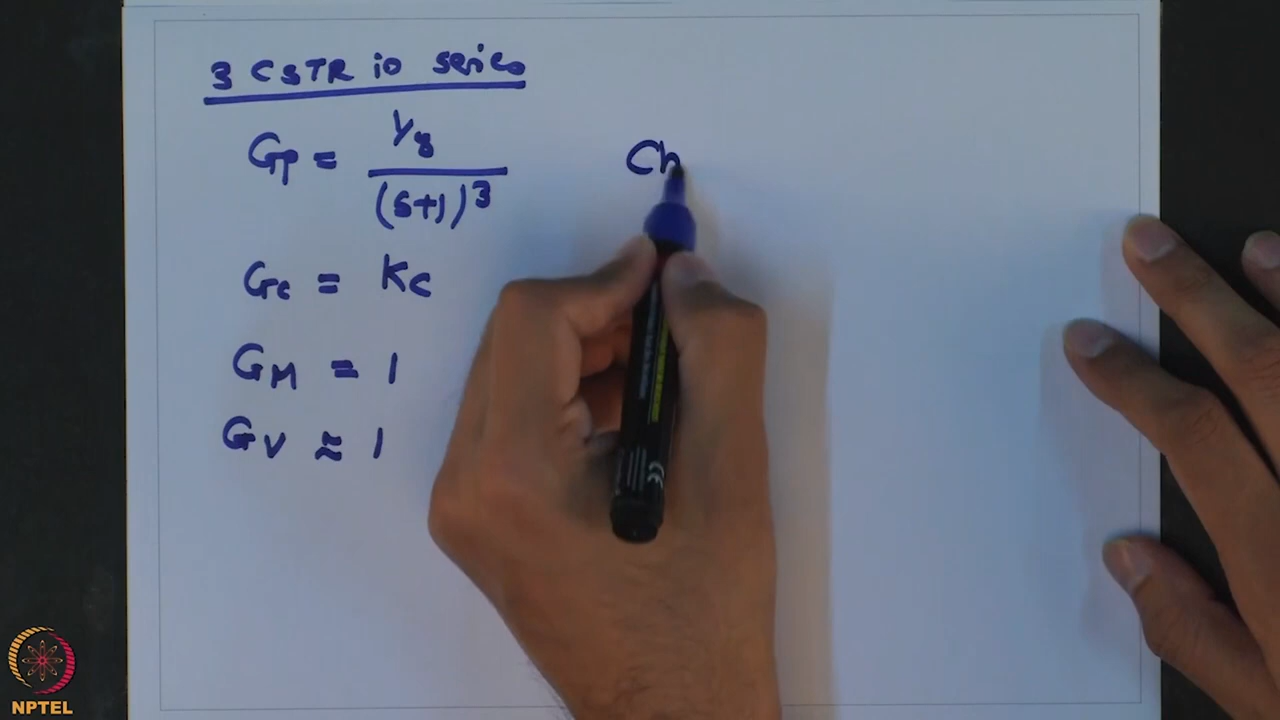 3 CSTR in series
Gp = 1/8 / (s+1)^3
Ch
Gc = Kc
GM = 1
GV ≈ 1
NPTEL